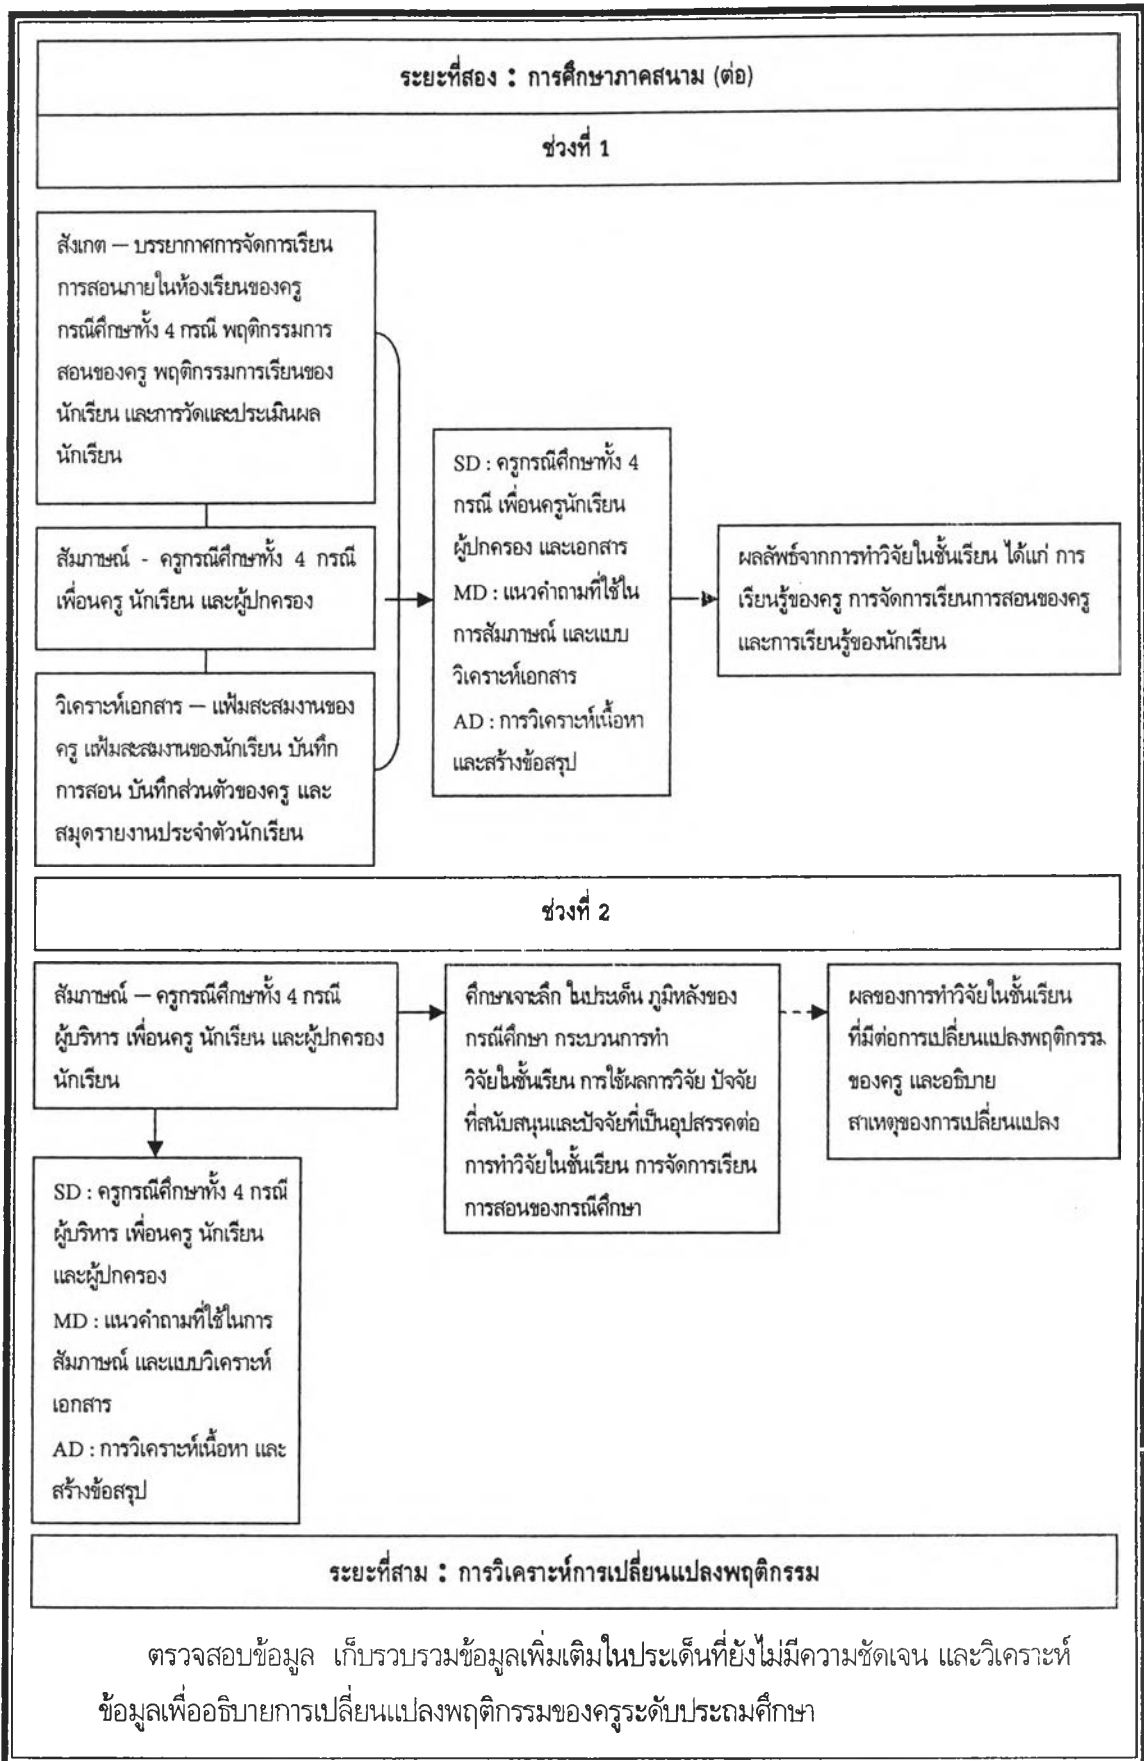 ระยะที่สอง : การศึกษาภาคสนาม (ต่อ)
ช่วงที่ 1
สังเกต – บรรยากาศการจัดการเรียน
การสอนภายในห้องเรียนของครู
กรณีศึกษาทั้ง 4 กรณี พฤติกรรมการ
สอนของครู พฤติกรรมการเรียนของ
นักเรียน และการวัดและประเมินผล
นักเรียน
สัมภาษณ์ - ครูกรณีศึกษาทั้ง 4 กรณี
เพื่อนครู นักเรียน และผู้ปกครอง
วิเคราะห์เอกสาร – แฟ้มสะสมงานของ
ครู แฟ้มสะสมงานของนักเรียน บันทึก
การสอน บันทึกส่วนตัวของครู และ
สมุดรายงานประจำตัวนักเรียน
SD : ครูกรณีศึกษาทั้ง 4
กรณี เพื่อนครูนักเรียน
ผู้ปกครอง และเอกสาร
MD : แนวคำถามที่ใช้ใน
การสัมภาษณ์ และแบบ
วิเคราะห์เอกสาร
AD : การวิเคราะห์เนื้อหา
และสร้างข้อสรุป
ผลลัพธ์จากการทำวิจัยในชั้นเรียน ได้แก่ การ
เรียนรู้ของครู การจัดการเรียนการสอนของครู
และการเรียนรู้ของนักเรียน
ช่วงที่ 2
สัมภาษณ์ – ครูกรณีศึกษาทั้ง 4 กรณี
ผู้บริหาร เพื่อนครู นักเรียน และผู้ปกครอง
นักเรียน
ศึกษาเจาะลึก ในประเด็น ภูมิหลังของ
กรณีศึกษา กระบวนการทำ
วิจัยในชั้นเรียน การใช้ผลการวิจัย ปัจจัย
ที่สนับสนุนและปัจจัยที่เป็นอุปสรรคต่อ
การทำวิจัยในชั้นเรียน การจัดการเรียน
การสอนของกรณีศึกษา
ผลของการทำวิจัยในชั้นเรียน
ที่มีต่อการเปลี่ยนแปลงพฤติกรรม
ของครู และอธิบาย
สาเหตุของการเปลี่ยนแปลง
SD : ครูกรณีศึกษาทั้ง 4 กรณี
ผู้บริหาร เพื่อนครู นักเรียน
และผู้ปกครอง
MD : แนวคำถามที่ใช้ในการ
สัมภาษณ์ และแบบวิเคราะห์
เอกสาร
AD : การวิเคราะห์เนื้อหา และ
สร้างข้อสรุป
ระยะที่สาม : การวิเคราะห์การเปลี่ยนแปลงพฤติกรรม
ตรวจสอบข้อมูล เก็บรวบรวมข้อมูลเพิ่มเติมในประเด็นที่ยังไม่มีความชัดเจน และวิเคราะห์
ข้อมูลเพื่ออธิบายการเปลี่ยนแปลงพฤติกรรมของครูระดับประถมศึกษา